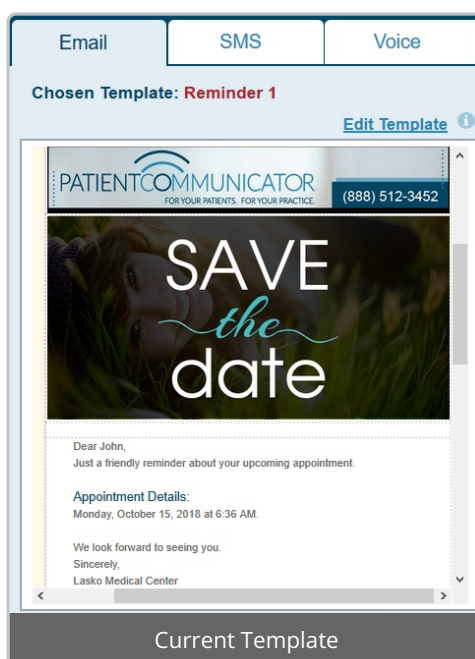 Email SMS Voice
Chosen Template: Reminder 1
Edit Template i
PATIENTCOMMUNICATOR
FOR YOUR PATIENTS. FOR YOUR PRACTICE.
(888) 512-3452
SAVE
the
date
Dear John,
Just a friendly reminder about your upcoming appointment.
Appointment Details:
Monday, October 15, 2018 at 6:36 AM.
We look forward to seeing you.
Sincerely,
Lasko Medical Center
Current Template